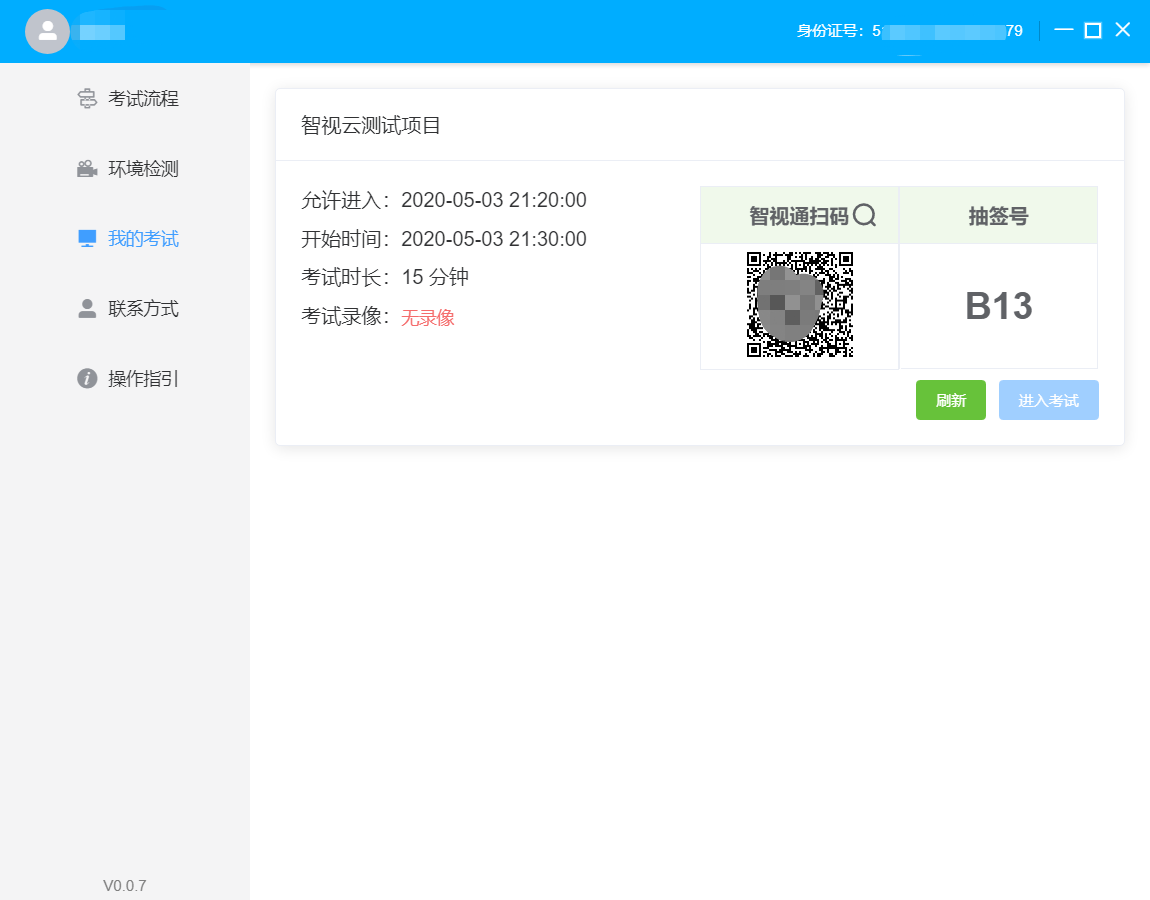 身份证号：5
79
考试流程
环境检测
我的考试
联系方式
操作指引
V0.0.7
智视云测试项目
允许进入：2020-05-03 21:20:00
开始时间：2020-05-03 21:30:00
考试时长：15 分钟
考试录像：无录像
智视通扫码
抽签号
B13
刷新
进入考试